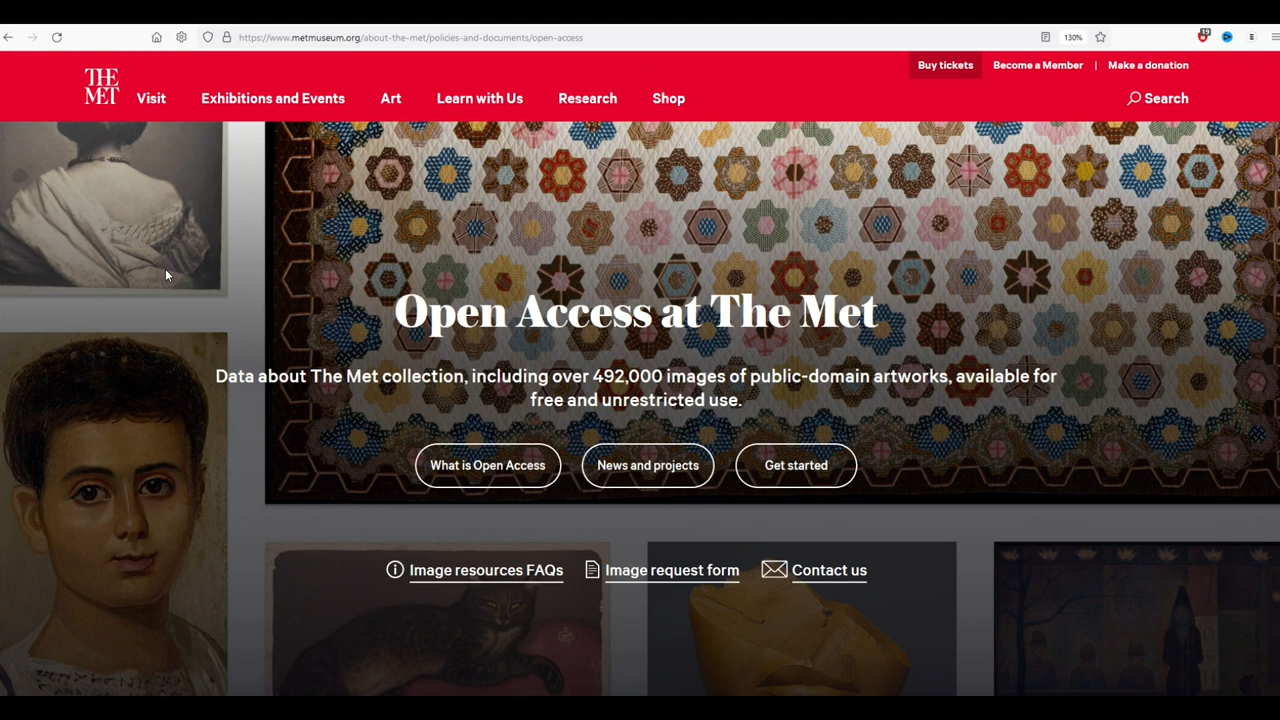 https://www.metmuseum.org/about-the-met/policies-and-documents/open-access
130%
19
Buy tickets
Become a Member | Make a donation
THE
MET
Visit
Exhibitions and Events
Art
Learn with Us
Research
Shop
Search
Open Access at The Met
Data about The Met collection, including over 492,000 images of public-domain artworks, available for
free and unrestricted use.
What is Open Access
News and projects
Get started
Image resources FAQs
Image request form
Contact us